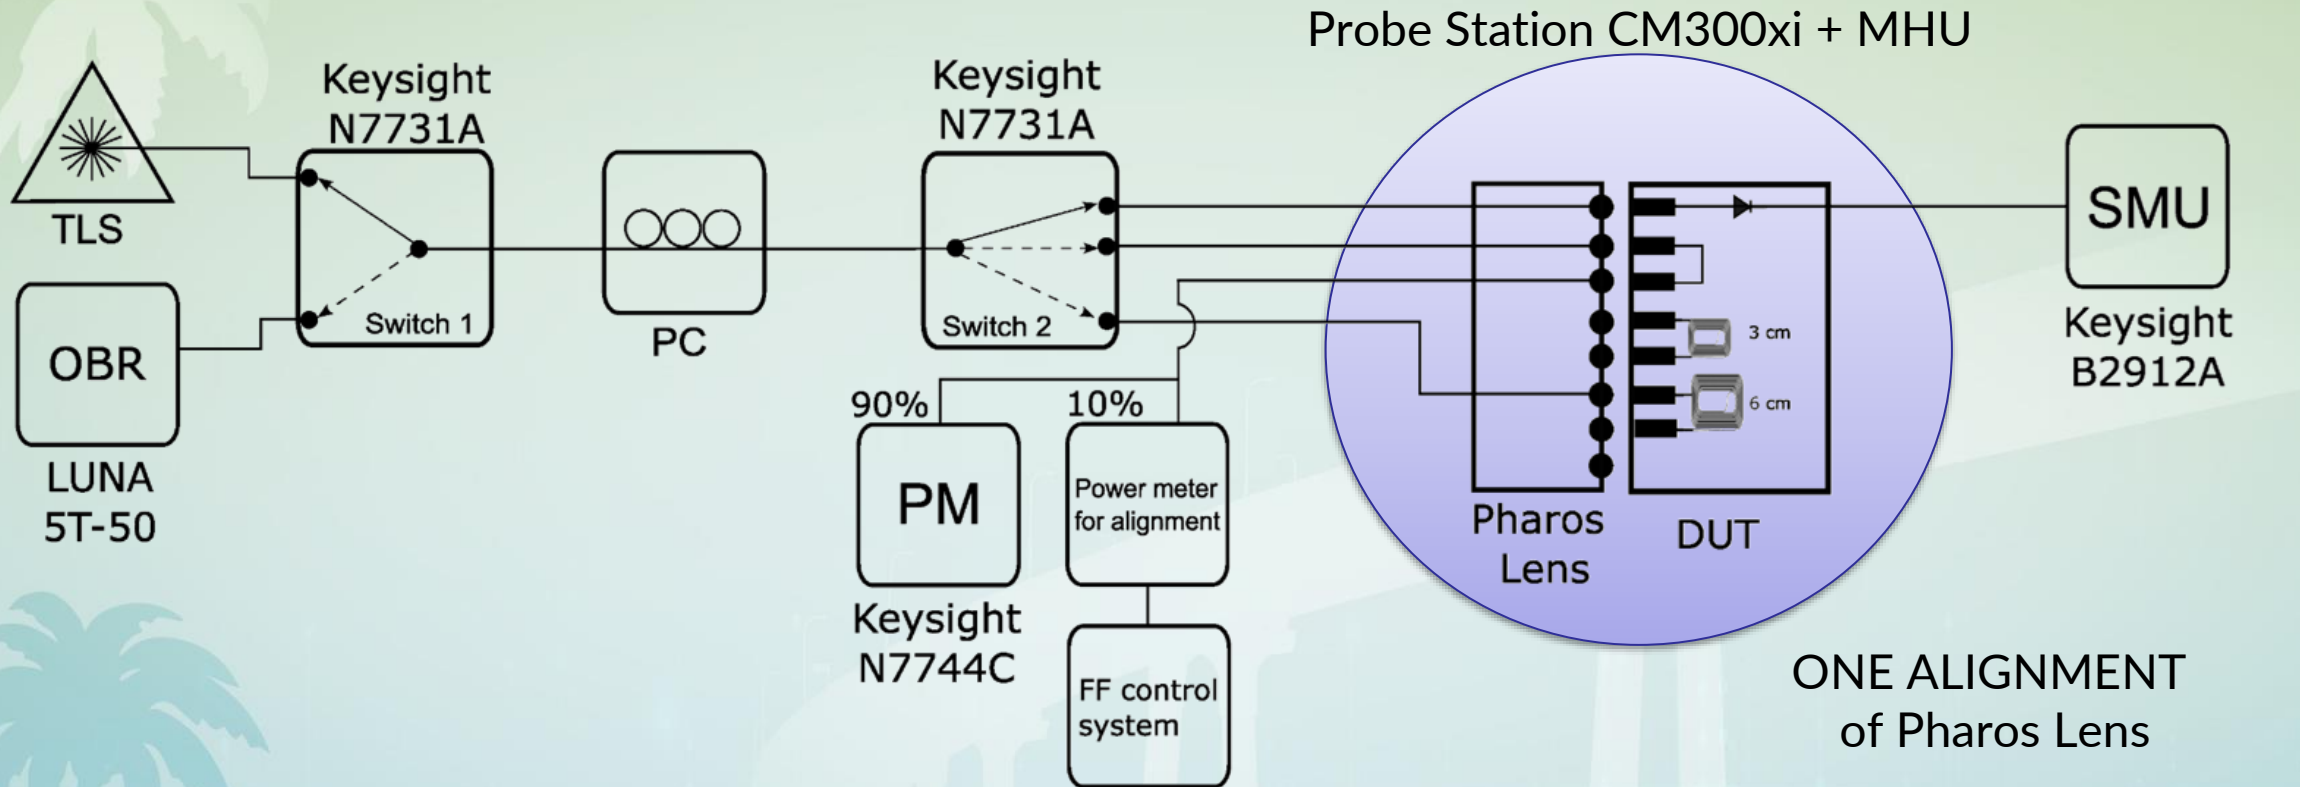 Probe Station CM300xi + MHU
Keysight
N7731A
Keysight
N7731A
TLS
Switch 1
PC
Switch 2
SMU
Keysight
B2912A
OBR
LUNA
5T-50
90%
10%
PM
Keysight
N7744C
Power meter
for alignment
FF control
system
3 cm
6 cm
Pharos
Lens
DUT
ONE ALIGNMENT
of Pharos Lens